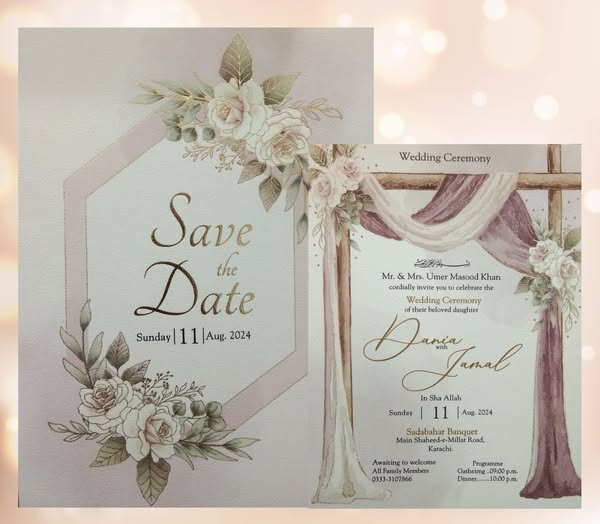 Save
the
Date
Sunday | 11 | Aug. 2024
Wedding Ceremony
Mr. & Mrs. Umer Masood Khan
cordially invite you to celebrate the
Wedding Ceremony
of their beloved daughter
Dania
with
Jamal
In Sha Allah
Sunday | 11 | Aug. 2024
Sadabahar Banquet
Main Shaheed-e-Millat Road,
Karachi.
Awaiting to welcome
All Family Members
0333-3107866
Programme
Gatheirng ..09:00 p.m.
Dinner.......10:00 p.m.